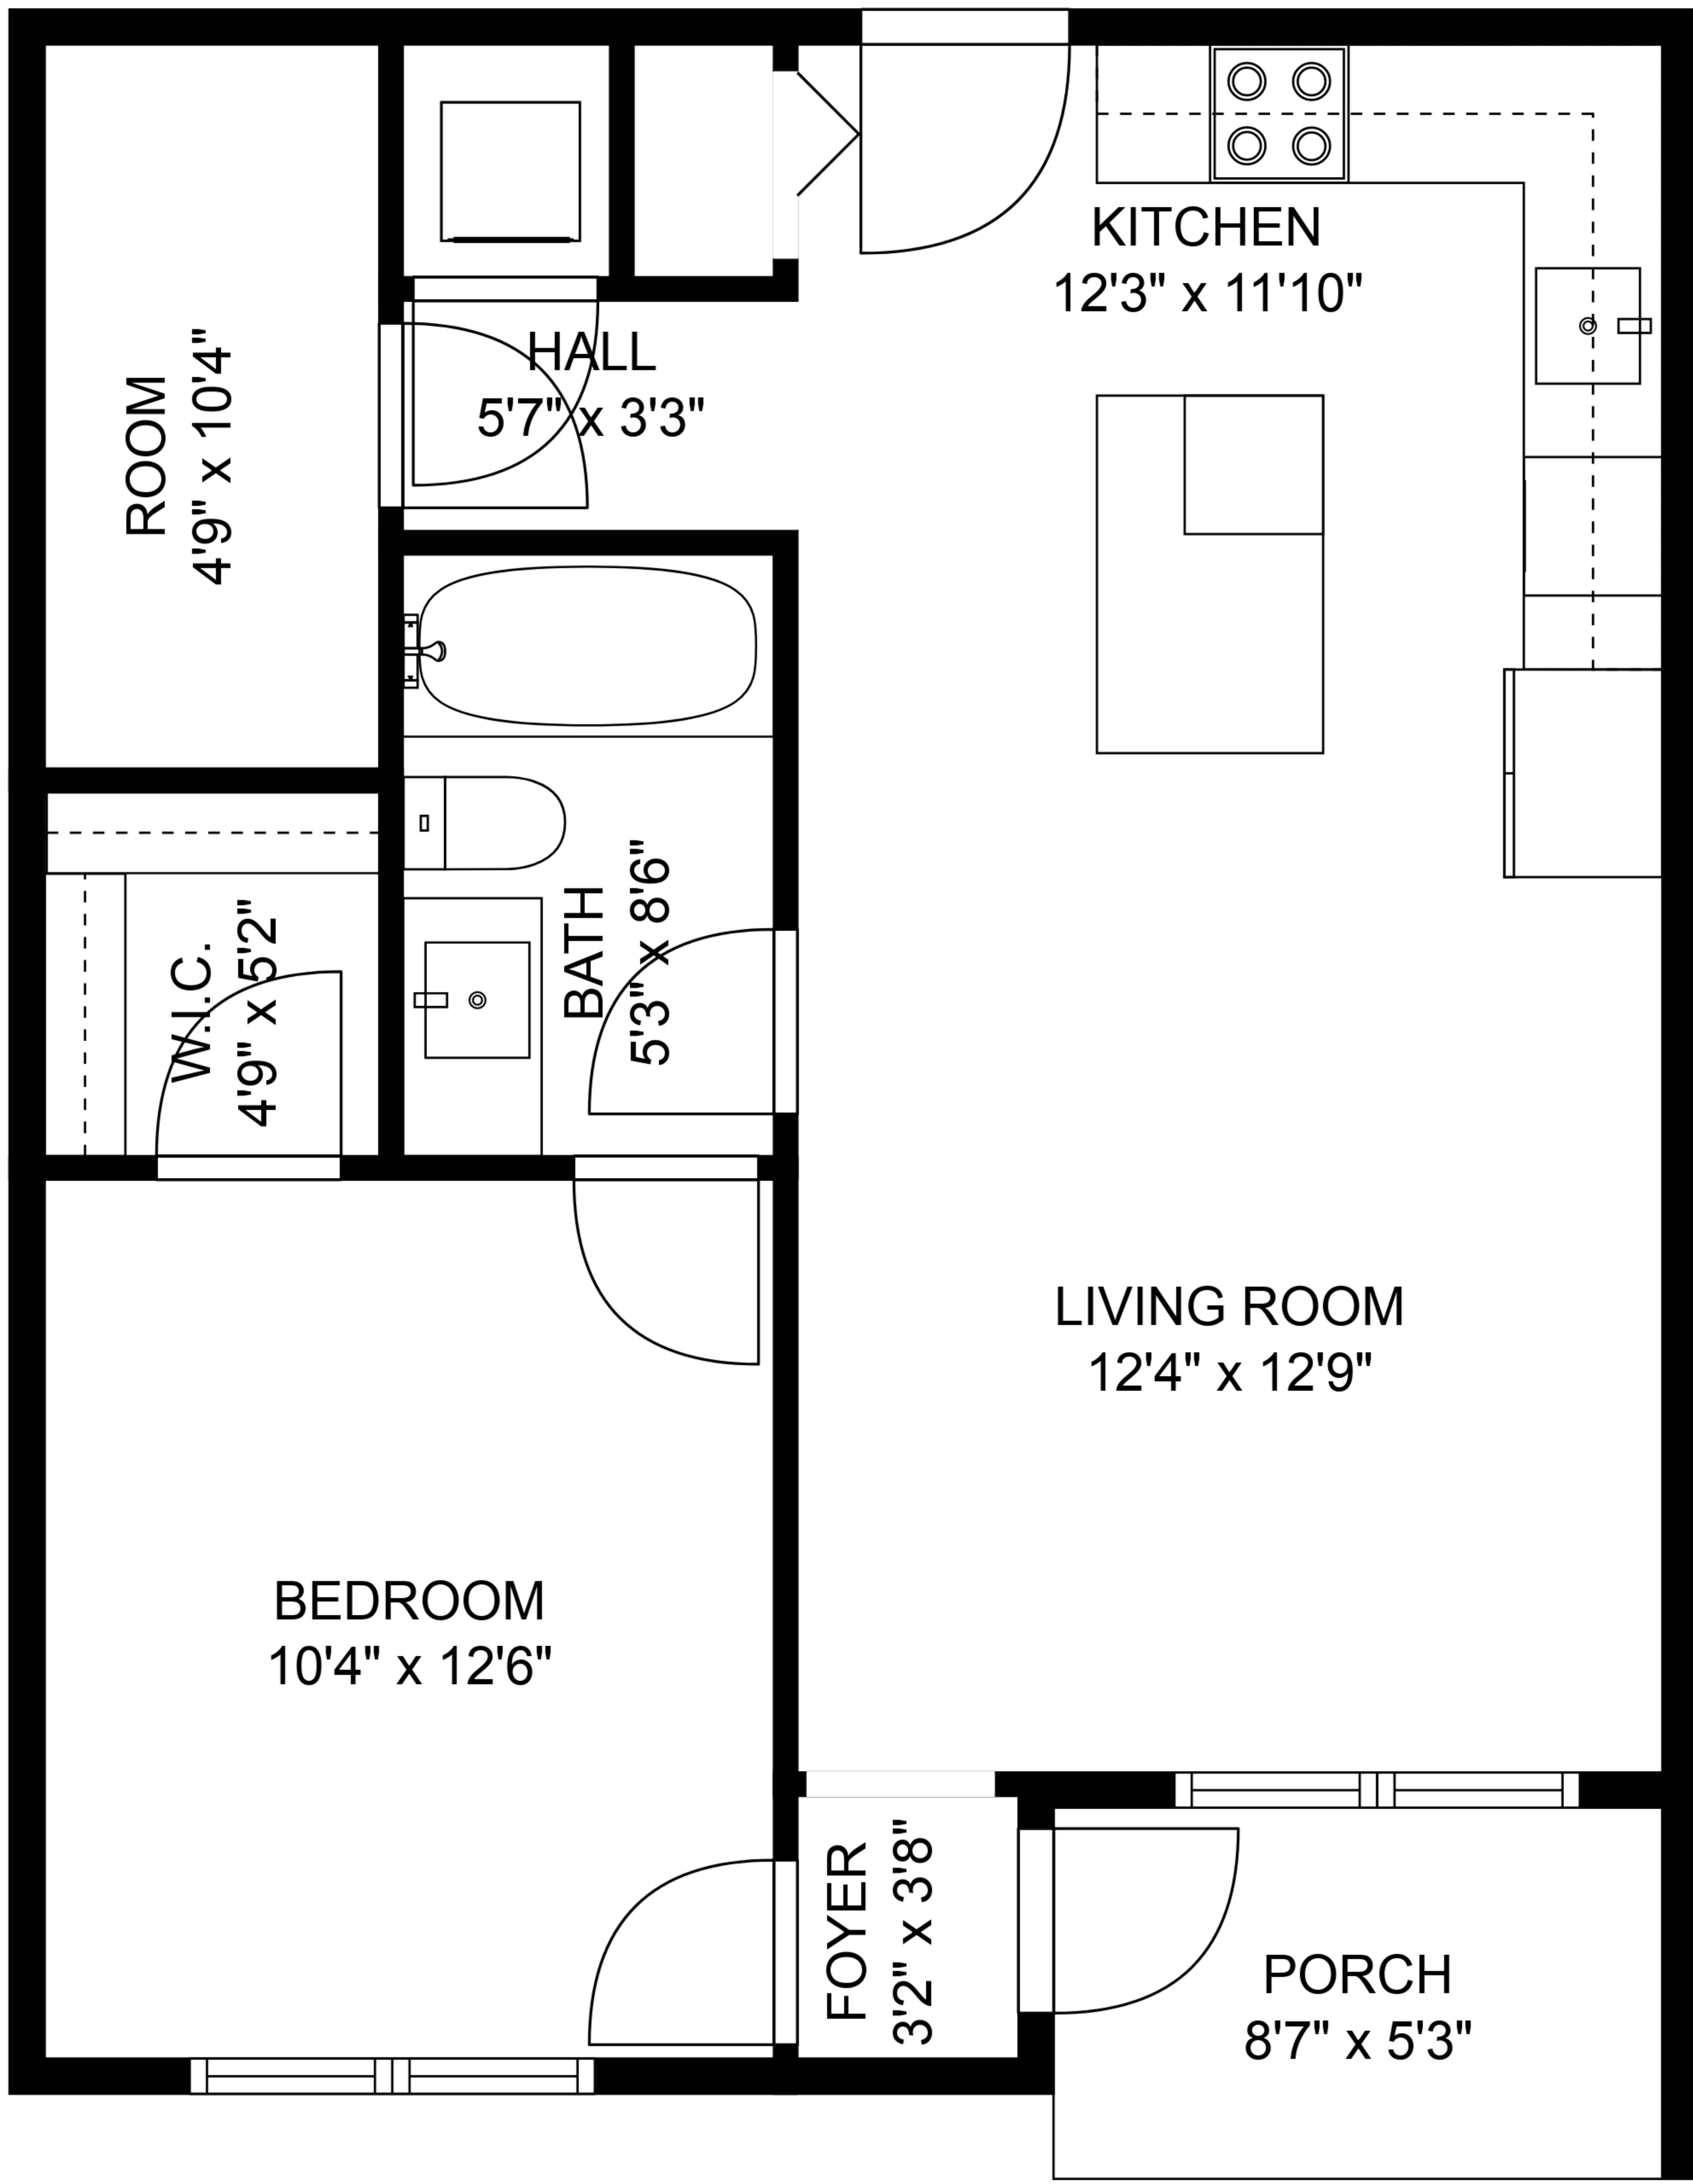 KITCHEN
12'3" x 11'10"
HALL
5'7" x 3'3"
ROOM
4'9" x 10'4"
BATH
5'3" x 8'6"
W.I.C.
4'9" x 5'2"
LIVING ROOM
12'4" x 12'9"
BEDROOM
10'4" x 12'6"
FOYER
3'2" x 3'8"
PORCH
8'7" x 5'3"